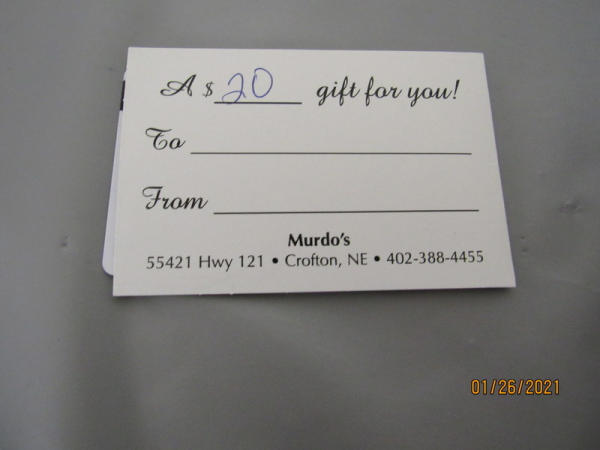 A $ 20 gift for you!
To
From
Murdo's
55421 Hwy 121 • Crofton, NE • 402-388-4455
01/26/2021